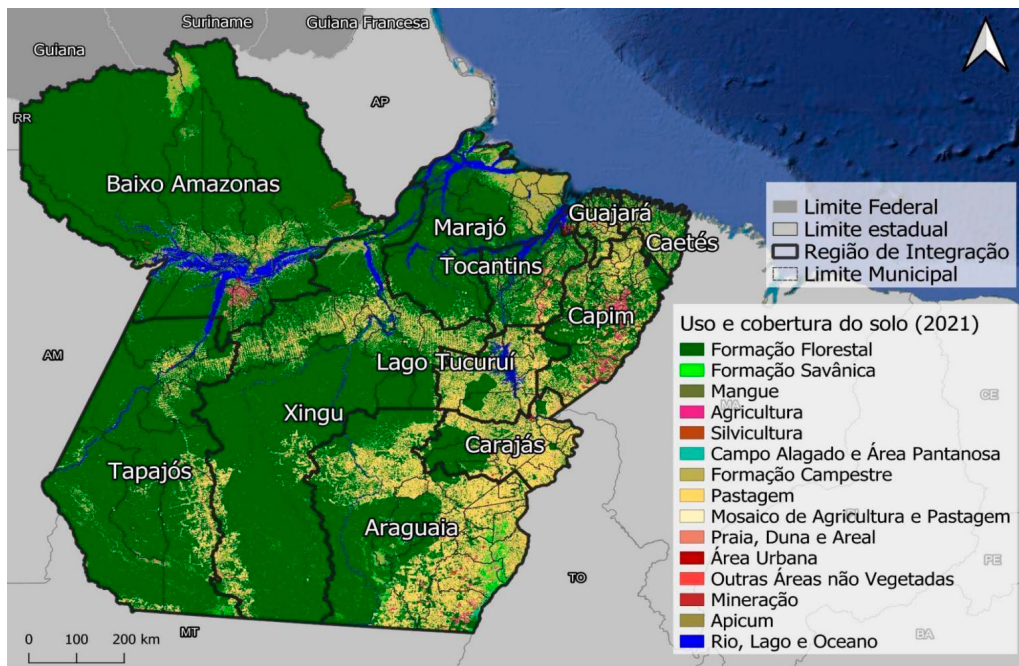 Suriname
Guiana Francesa
Guiana
AP
RR
Baixo Amazonas
Marajó
Guajará
Caetés
Tocantins
Capim
AM
Lago Tucuruí
Xingu
Carajás
Tapajós
Araguaia
TO
MT
0 100 200 km
Limite Federal
Limite estadual
Região de Integração
Limite Municipal
Uso e cobertura do solo (2021)
Formação Florestal
Formação Savânica
Mangue
Agricultura
Silvicultura
Campo Alagado e Área Pantanosa
Formação Campestre
Pastagem
Mosaico de Agricultura e Pastagem
Praia, Duna e Areal
Área Urbana
Outras Áreas não Vegetadas
Mineração
Apicum
Rio, Lago e Oceano
MA
CE
PE
BA